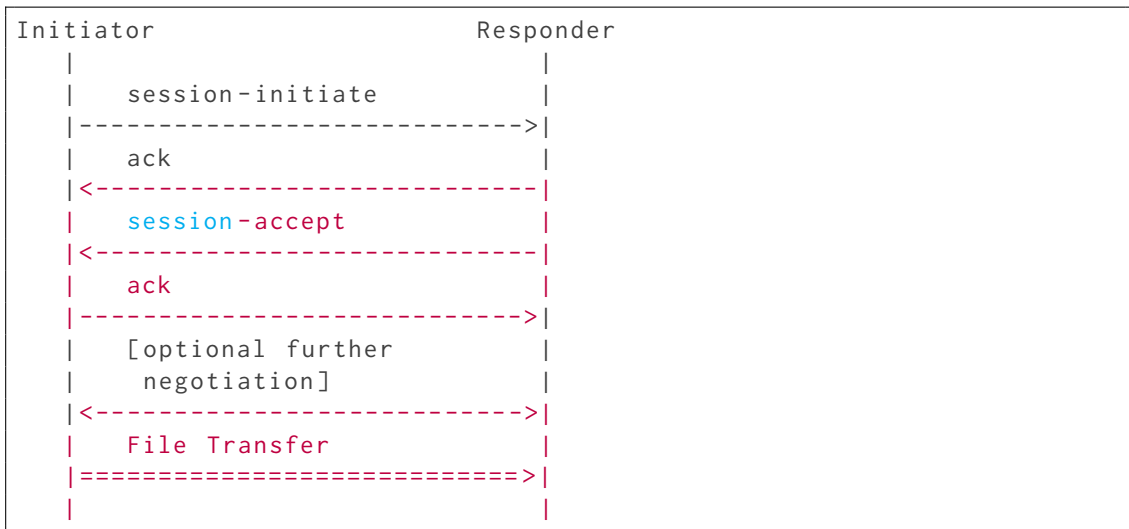 Initiator                    Responder
   |                             |
   |   session-initiate          |
   |---------------------------->|
   |   ack                       |
   |<----------------------------|
   |   session-accept            |
   |<----------------------------|
   |   ack                       |
   |---------------------------->|
   |   [optional further         |
   |    negotiation]             |
   |<--------------------------->|
   |   File Transfer             |
   |============================>|
   |                             |